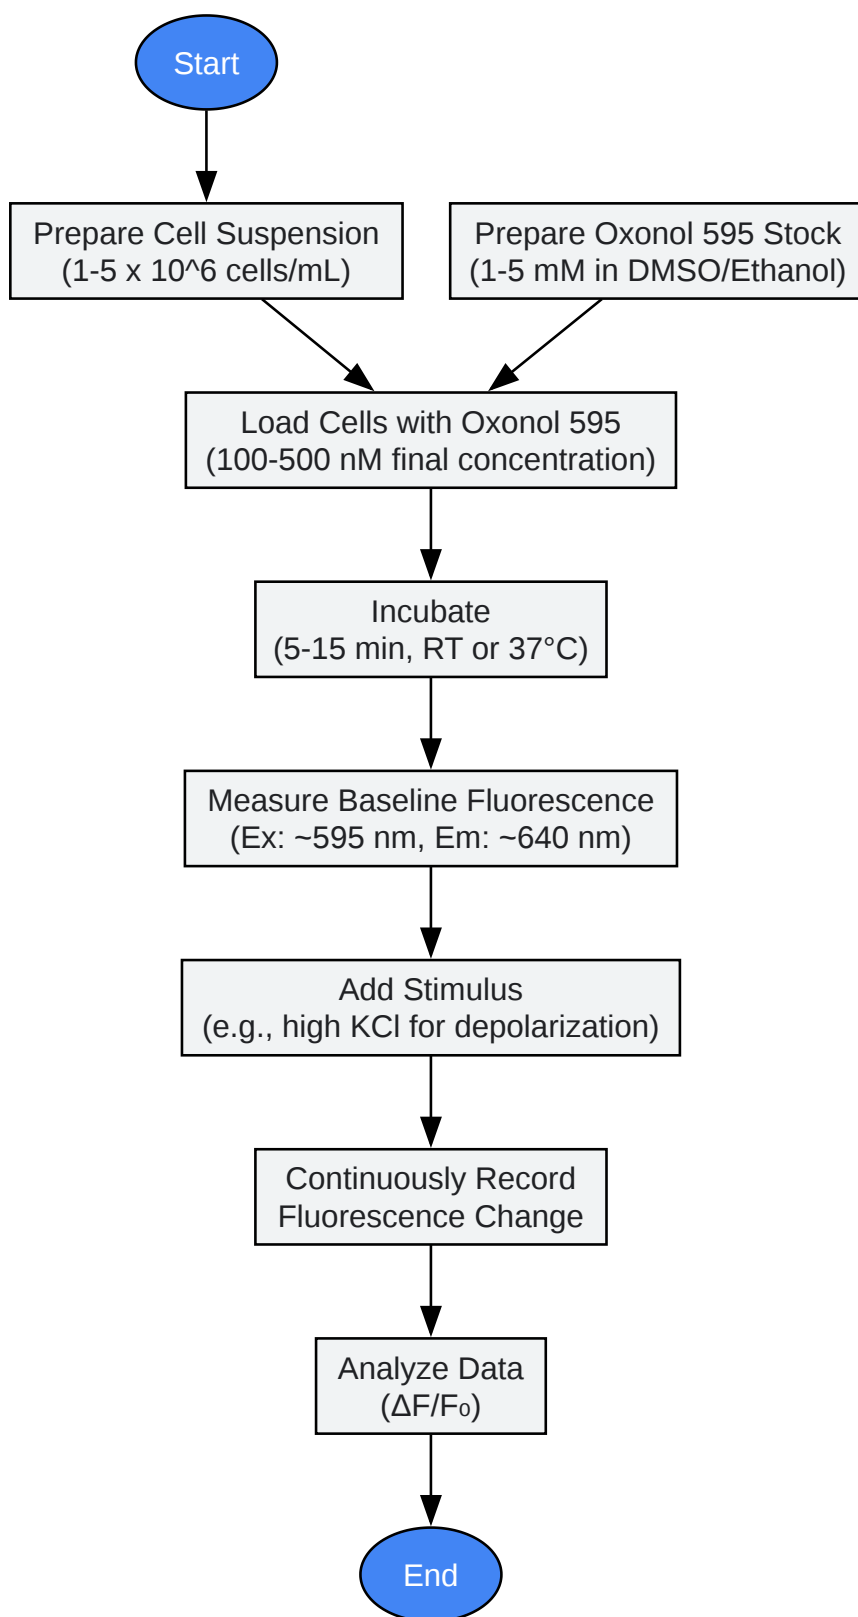 Start
Prepare Cell Suspension
(1-5 x 10^6 cells/mL)
Prepare Oxonol 595 Stock
(1-5 mM in DMSO/Ethanol)
Load Cells with Oxonol 595
(100-500 nM final concentration)
Incubate
(5-15 min, RT or 37°C)
Measure Baseline Fluorescence
(Ex: ~595 nm, Em: ~640 nm)
Add Stimulus
(e.g., high KCl for depolarization)
Continuously Record
Fluorescence Change
Analyze Data
(ΔF/F₀)
End